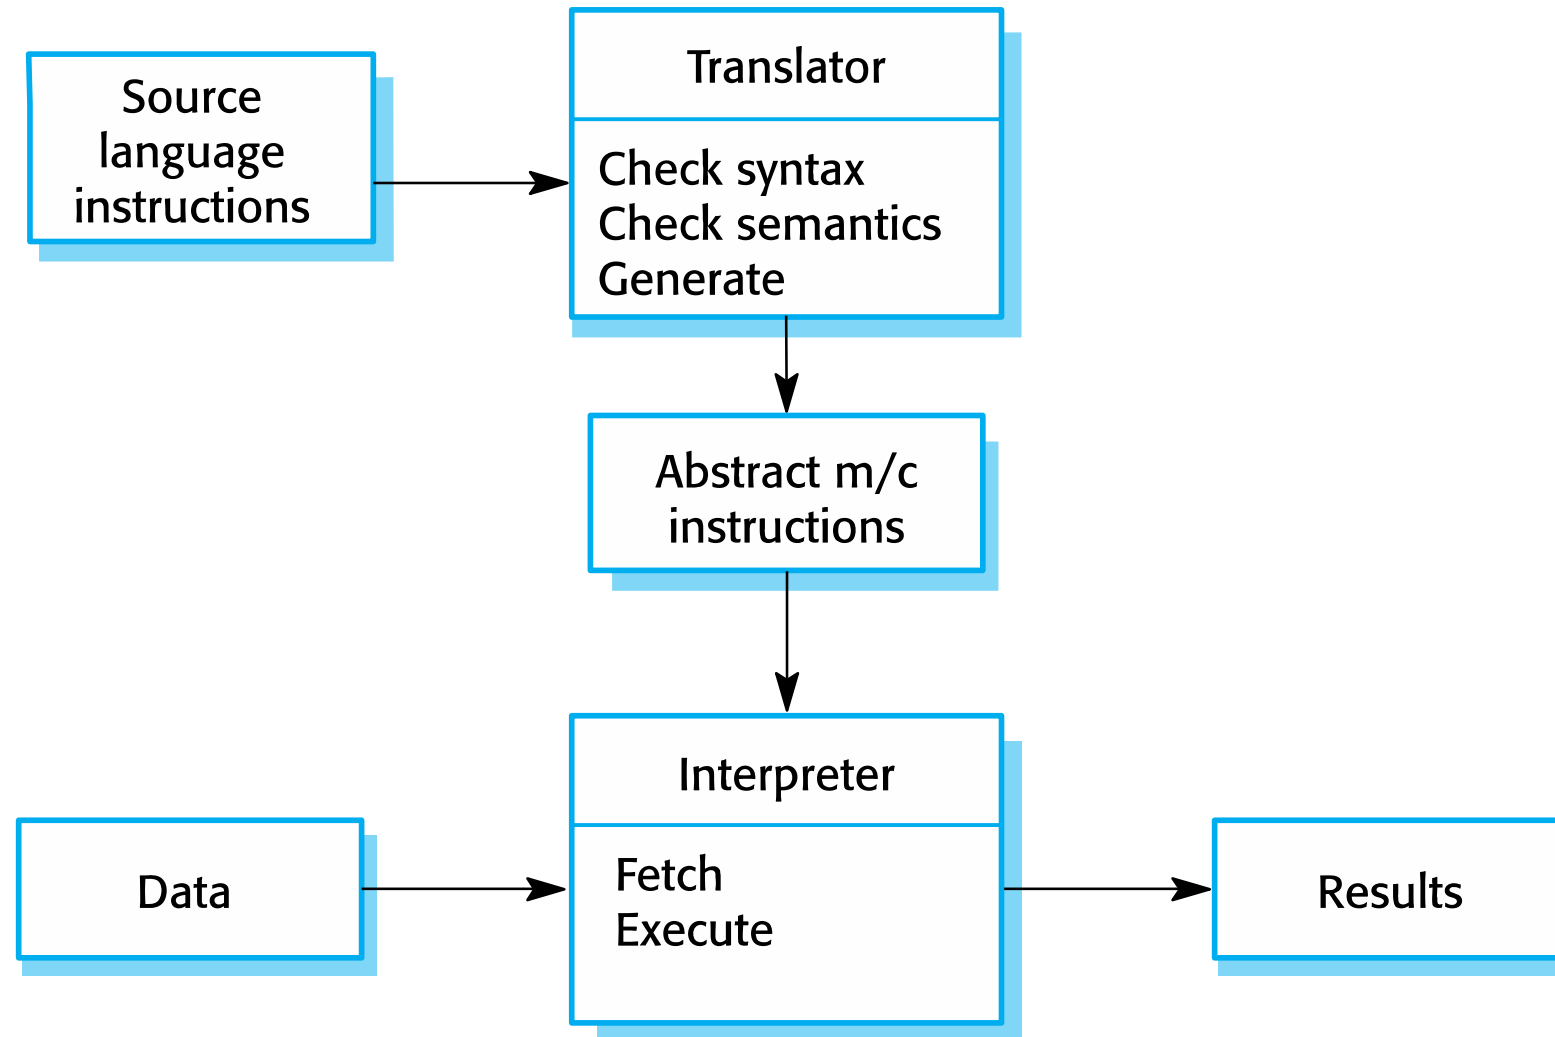 Source
language
instructions
Translator
Check syntax
Check semantics
Generate
Abstract m/c
instructions
Interpreter
Fetch
Execute
Data
Results